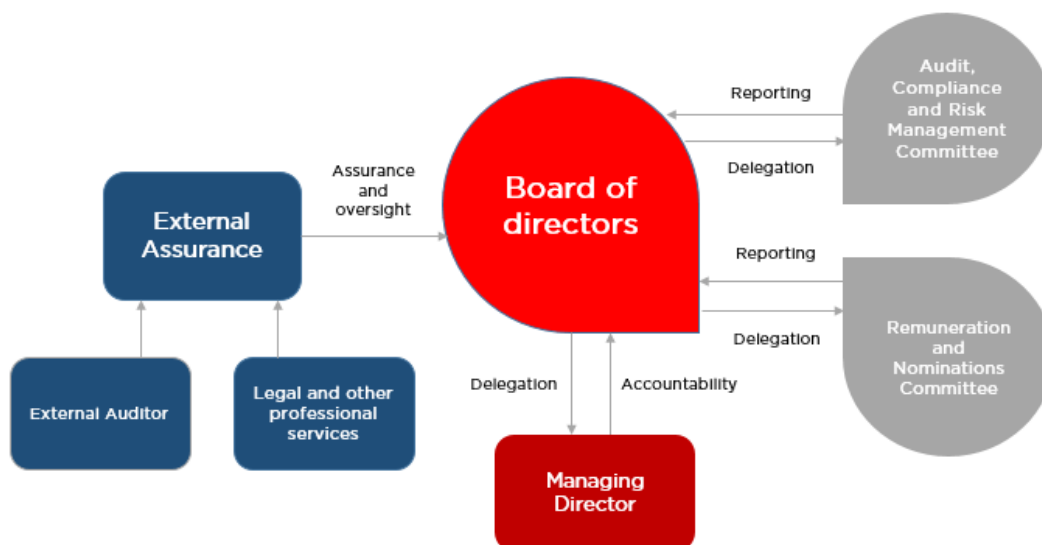 Audit,
Compliance
and Risk
Management
Committee
Reporting
Delegation
Assurance
and
oversight
Board of
directors
External
Assurance
Reporting
Delegation
Remuneration
and
Nominations
Committee
External Auditor
Legal and other
professional
services
Delegation
Accountability
Managing
Director